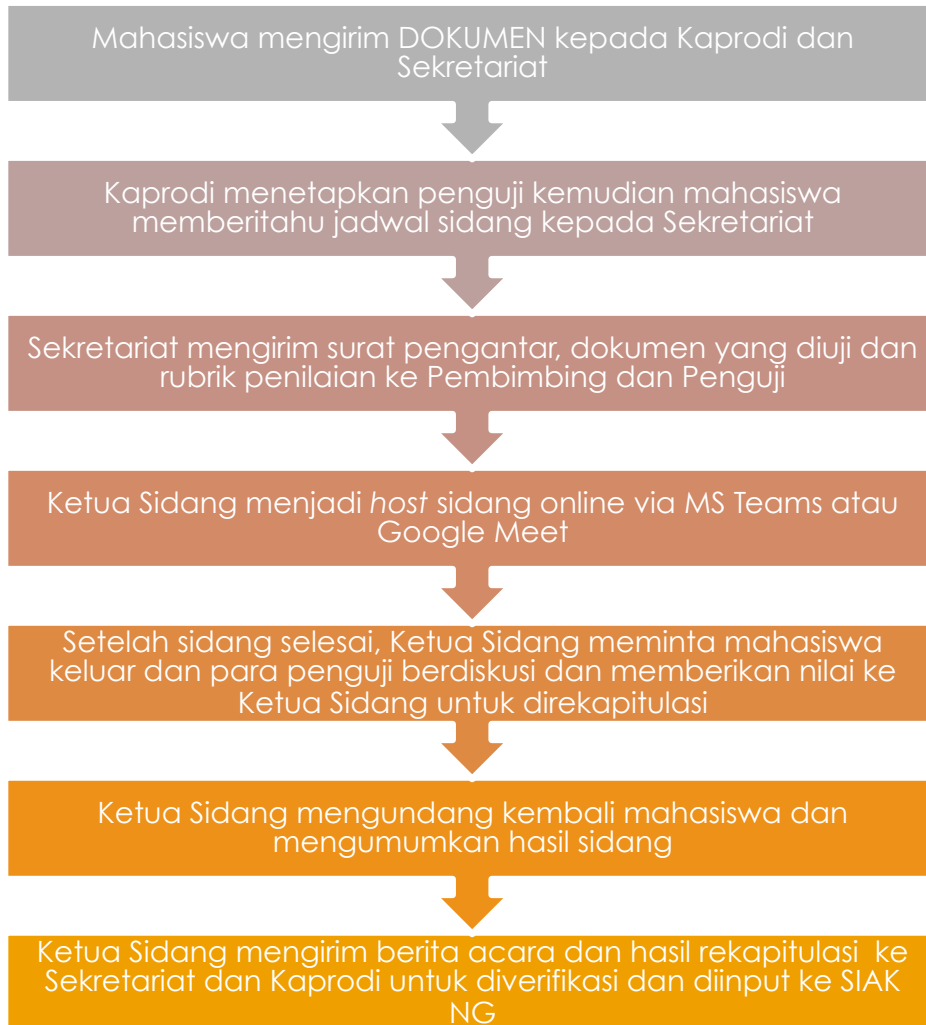 Mahasiswa mengirim DOKUMEN kepada Kaprodi dan
Sekretariat
Kaprodi menetapkan penguji kemudian mahasiswa
memberitahu jadwal sidang kepada Sekretariat
Sekretariat mengirim surat pengantar, dokumen yang diuji dan
rubrik penilaian ke Pembimbing dan Penguji
Ketua Sidang menjadi host sidang online via MS Teams atau
Google Meet
Setelah sidang selesai, Ketua Sidang meminta mahasiswa
keluar dan para penguji berdiskusi dan memberikan nilai ke
Ketua Sidang untuk direkapitulasi
Ketua Sidang mengundang kembali mahasiswa dan
mengumumkan hasil sidang
Ketua Sidang mengirim berita acara dan hasil rekapitulasi ke
Sekretariat dan Kaprodi untuk diverifikasi dan diinput ke SIAK
NG